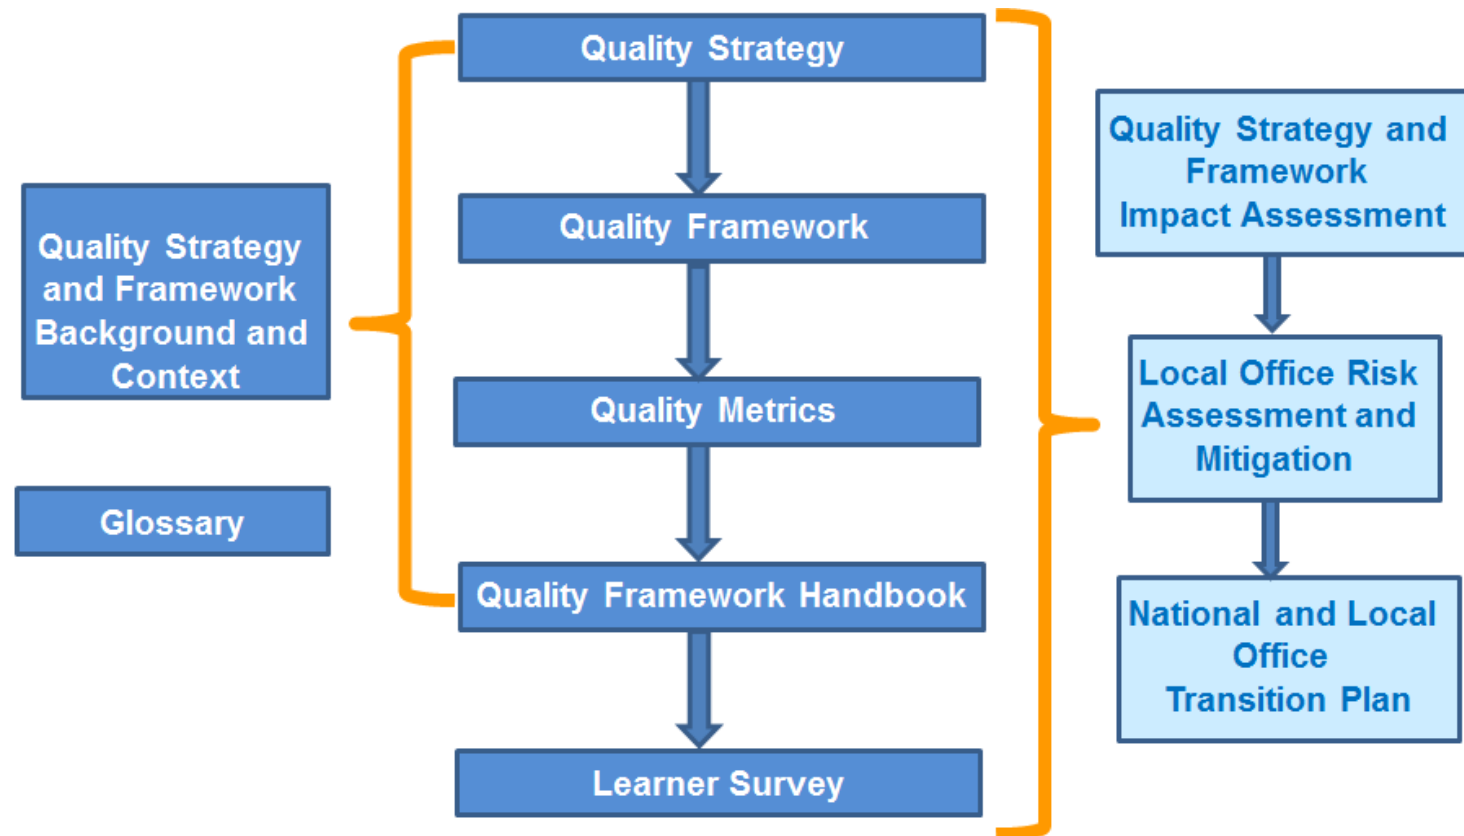 Quality Strategy
Quality Framework
Quality Metrics
Quality Framework Handbook
Learner Survey
Quality Strategy
and Framework
Background and
Context
Glossary
Quality Strategy and
Framework
Impact Assessment
Local Office Risk
Assessment and
Mitigation
National and Local
Office
Transition Plan